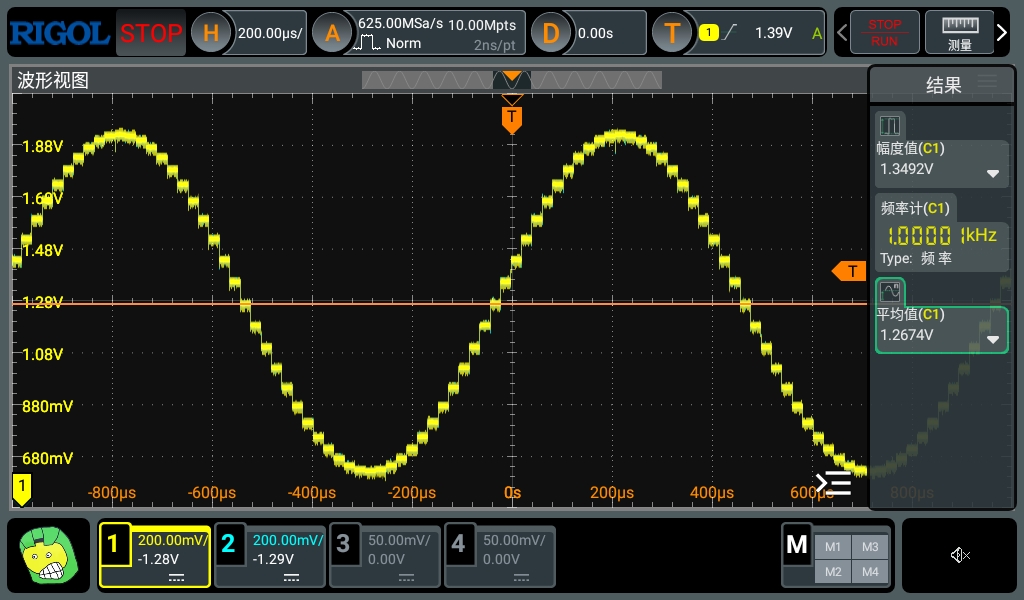 RIGOL STOP H 200.00μs/ A 625.00MSa/s 10.00Mpts D 0.00s T 1 1.39V A STOP
Norm 2ns/pt RUN 测量
波形视图
结果
T
幅度值(C1)
1.3492V
频率计(C1)
1.00001kHz
Type: 频率
T
平均值(C1)
1.2674V
1.88V
1.68V
1.48V
1.28V
1.08V
880mV
680mV
1
-800μs -600μs -400μs -200μs 0s 200μs 400μs 600μs 800μs
1 200.00mV/ 2 200.00mV/ 3 50.00mV/ 4 50.00mV/ M M1 M3
-1.28V -1.29V 0.00V 0.00V M2 M4